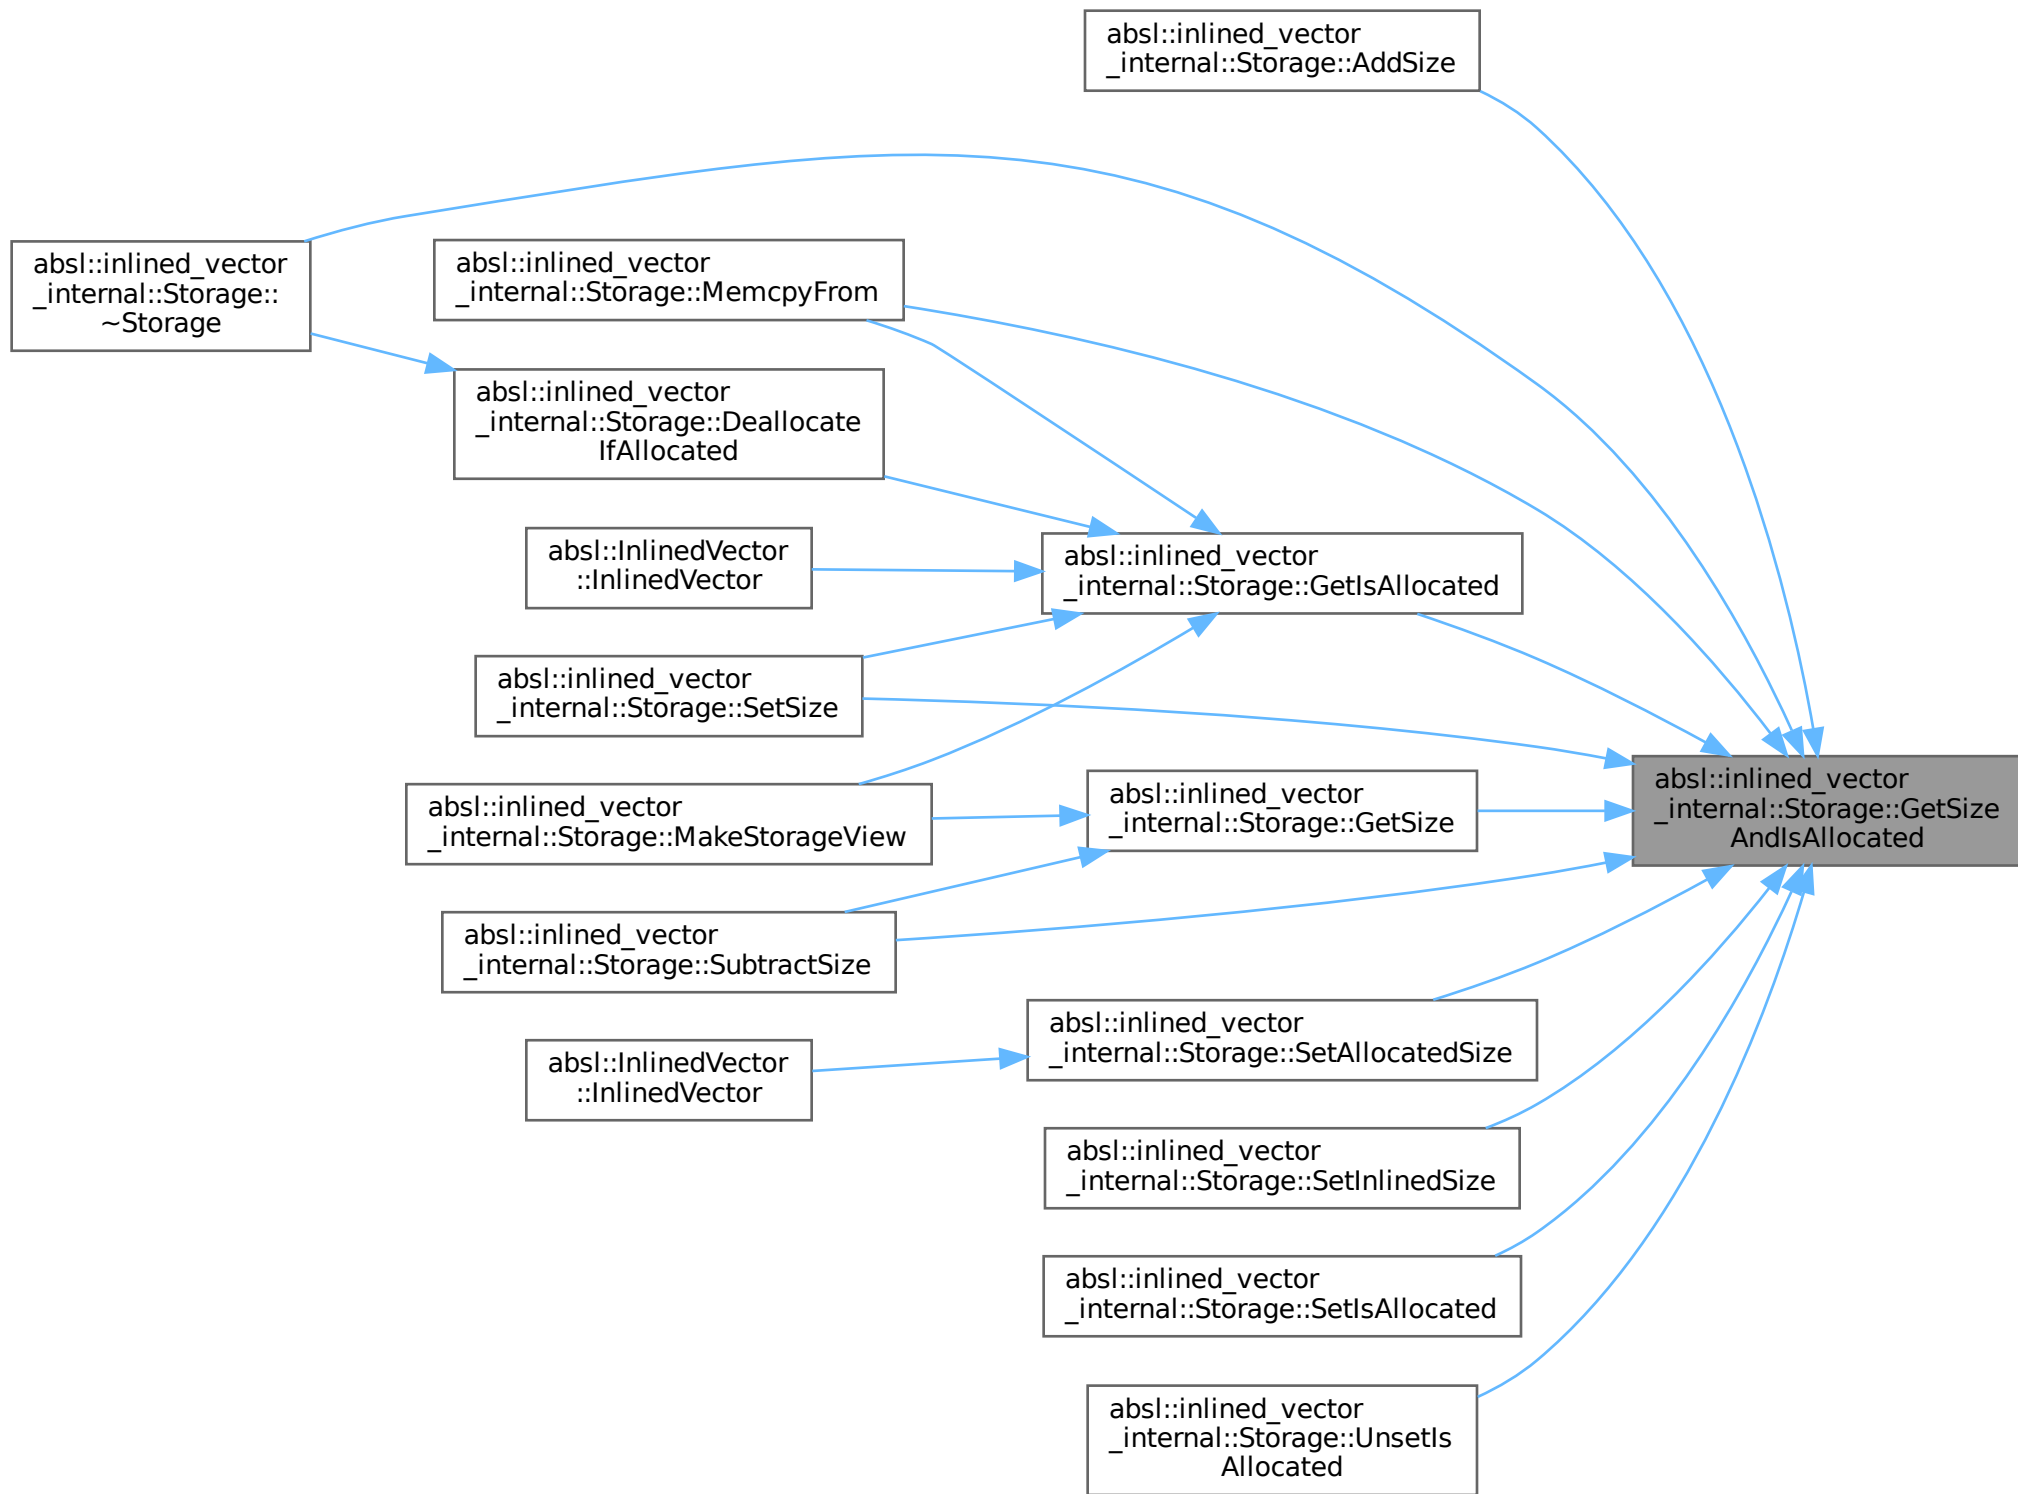 absl::inlined_vector
_internal::Storage::AddSize
absl::inlined_vector
_internal::Storage::
~Storage
absl::inlined_vector
_internal::Storage::MemcpyFrom
absl::inlined_vector
_internal::Storage::Deallocate
IfAllocated
absl::InlinedVector
::InlinedVector
absl::inlined_vector
_internal::Storage::GetIsAllocated
absl::inlined_vector
_internal::Storage::SetSize
absl::inlined_vector
_internal::Storage::MakeStorageView
absl::inlined_vector
_internal::Storage::GetSize
absl::inlined_vector
_internal::Storage::GetSize
AndIsAllocated
absl::inlined_vector
_internal::Storage::SubtractSize
absl::inlined_vector
_internal::Storage::SetAllocatedSize
absl::InlinedVector
::InlinedVector
absl::inlined_vector
_internal::Storage::SetInlinedSize
absl::inlined_vector
_internal::Storage::SetIsAllocated
absl::inlined_vector
_internal::Storage::UnsetIs
Allocated